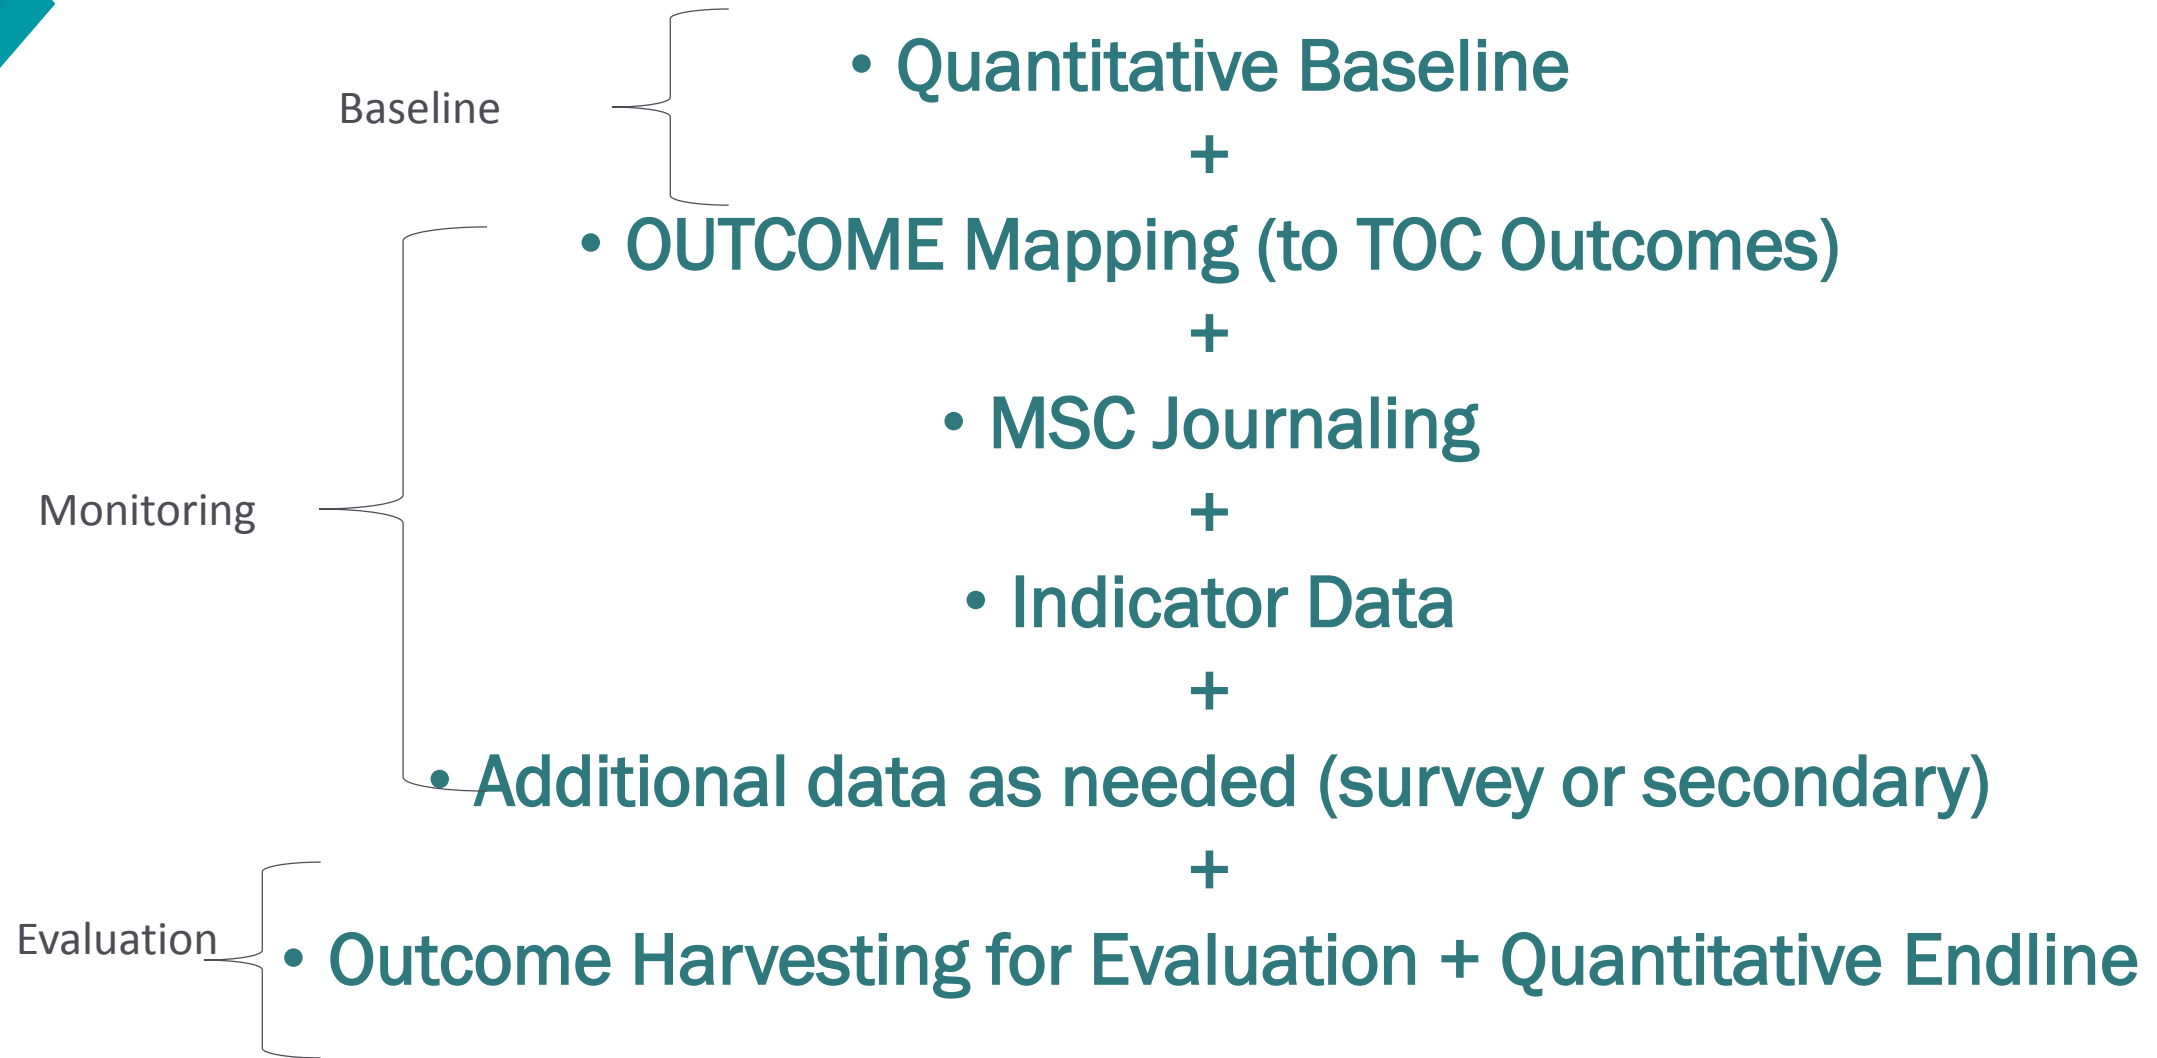 • Quantitative Baseline
Baseline
+
• OUTCOME Mapping (to TOC Outcomes)
+
• MSC Journaling
Monitoring
+
• Indicator Data
+
• Additional data as needed (survey or secondary)
+
Evaluation
• Outcome Harvesting for Evaluation + Quantitative Endline